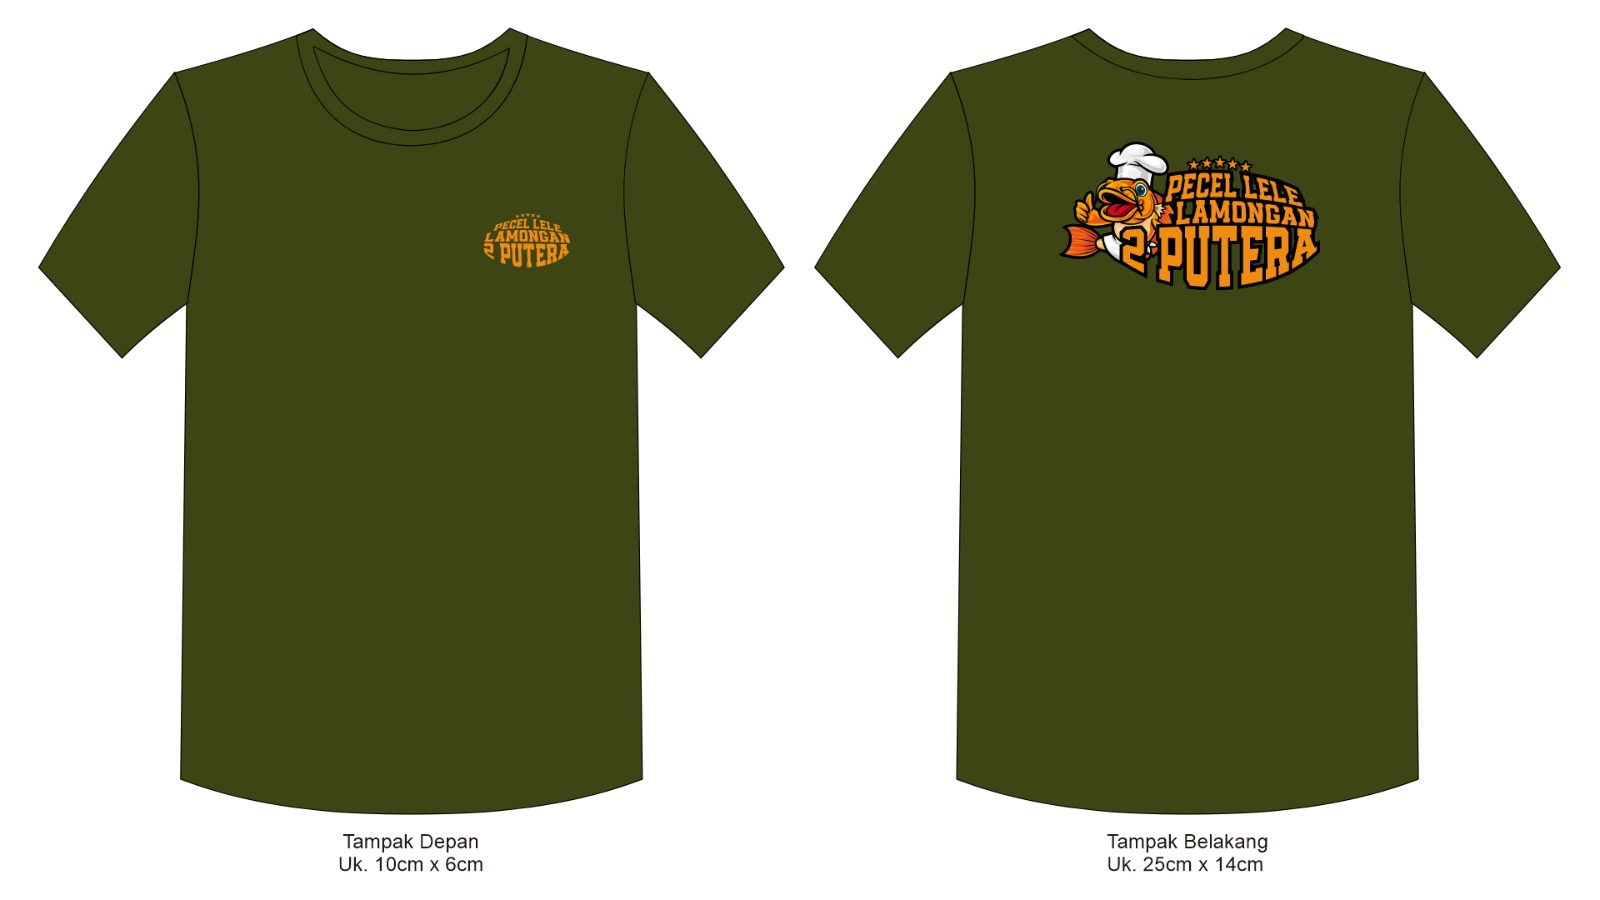 PECEL LELE
LAMONGAN
2 PUTERA
Tampak Depan
Uk. 10cm x 6cm
PECEL LELE
LAMONGAN
2 PUTERA
Tampak Belakang
Uk. 25cm x 14cm